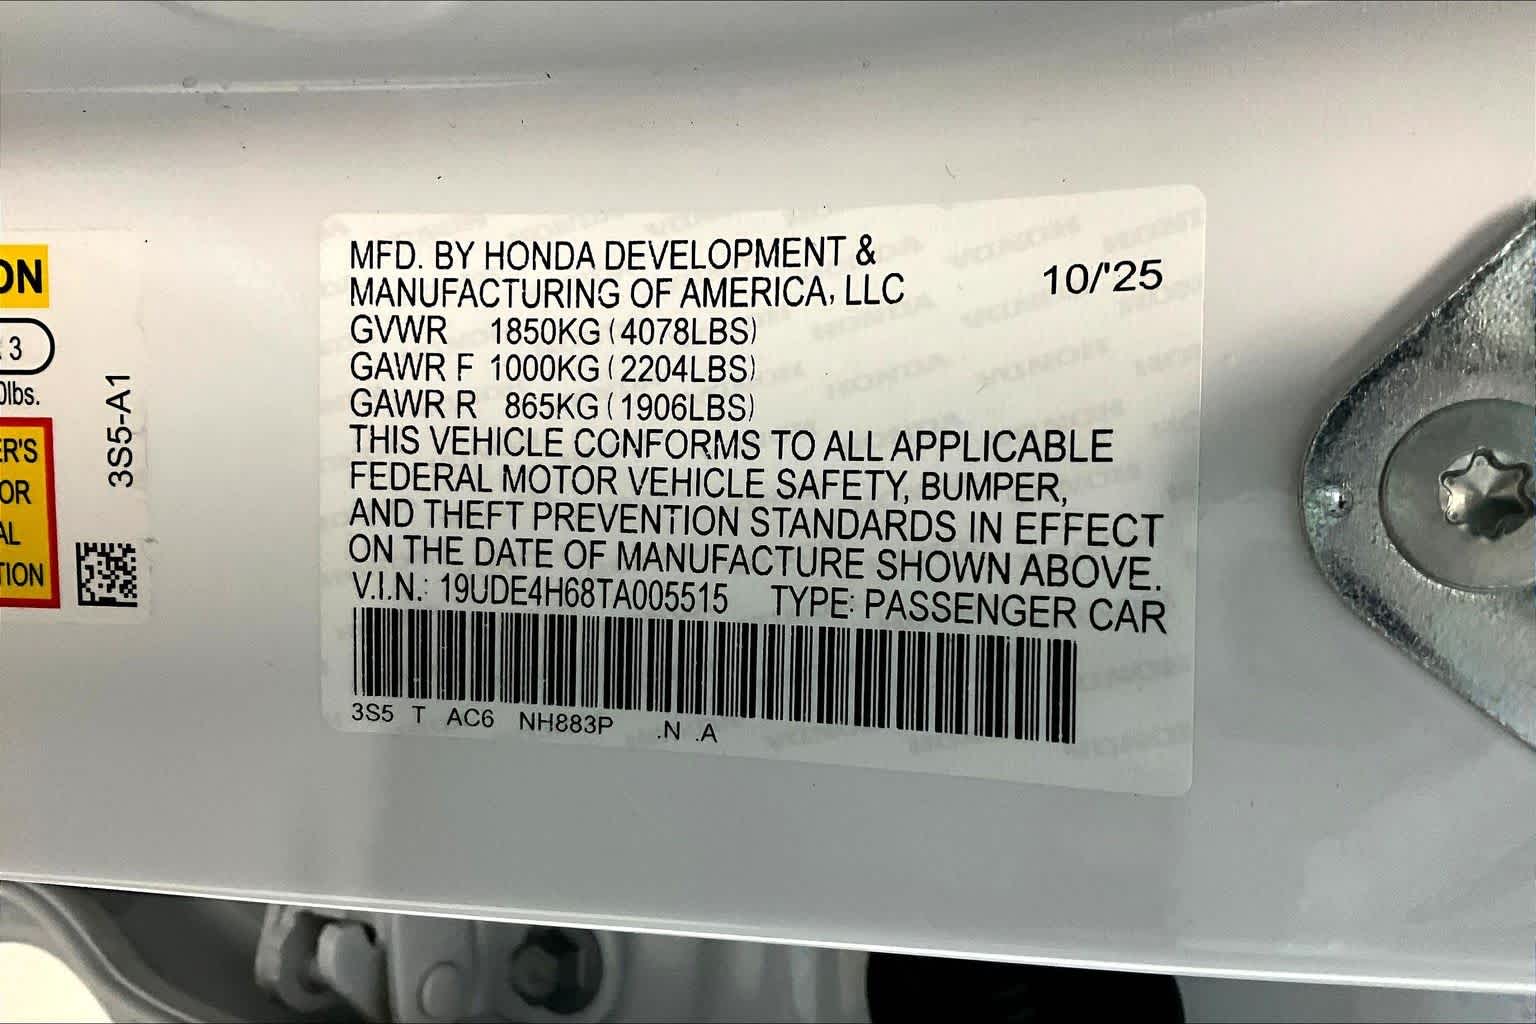 ON
3
0lbs.
ER'S
OR
AL
TION
3S5-A1
MFD. BY HONDA DEVELOPMENT &
MANUFACTURING OF AMERICA, LLC
10/'25
GVWR 1850KG (4078LBS)
GAWR F 1000KG (2204LBS)
GAWR R 865KG (1906LBS)
THIS VEHICLE CONFORMS TO ALL APPLICABLE
FEDERAL MOTOR VEHICLE SAFETY, BUMPER,
AND THEFT PREVENTION STANDARDS IN EFFECT
ON THE DATE OF MANUFACTURE SHOWN ABOVE.
V.I.N.: 19UDE4H68TA005515 TYPE: PASSENGER CAR
3S5 T AC6 NH883P .N .A